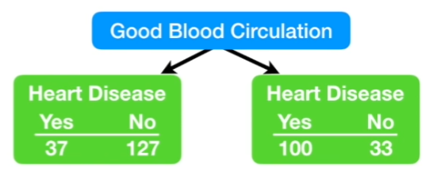 Good Blood Circulation
Heart Disease
Yes No
37 127
Heart Disease
Yes No
100 33